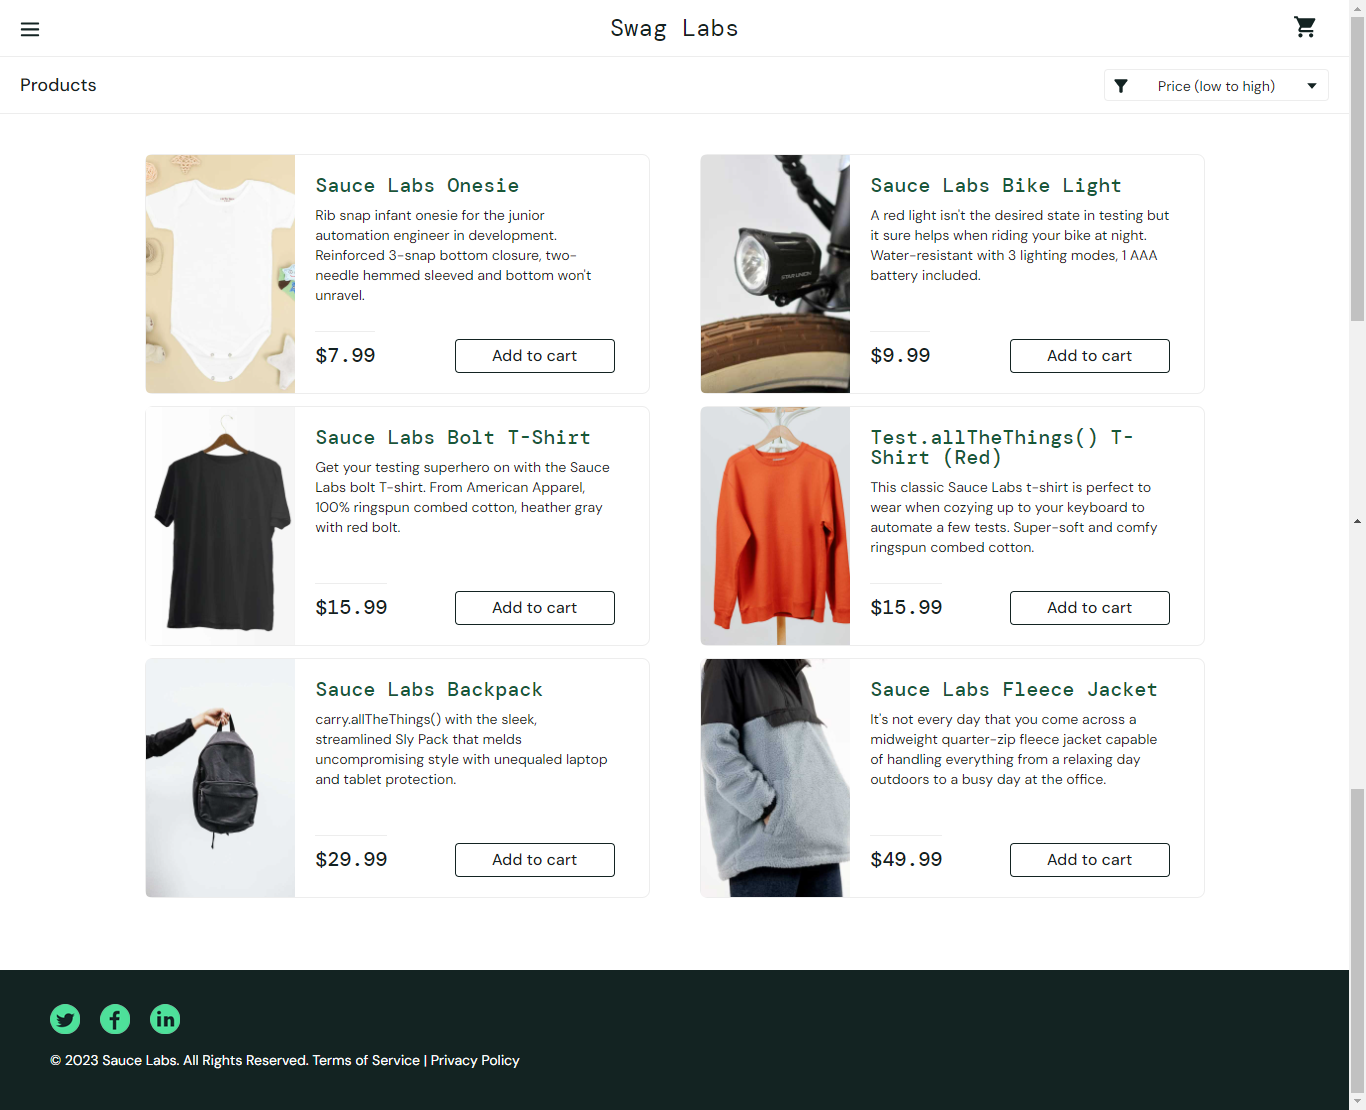 Swag Labs
Products
Price (low to high)
Sauce Labs Onesie
Rib snap infant onesie for the junior
automation engineer in development.
Reinforced 3-snap bottom closure, two-
needle hemmed sleeved and bottom won't
unravel.
$7.99
Add to cart
Sauce Labs Bike Light
A red light isn't the desired state in testing but
it sure helps when riding your bike at night.
Water-resistant with 3 lighting modes, 1 AAA
battery included.
$9.99
Add to cart
STAR UNION
Sauce Labs Bolt T-Shirt
Get your testing superhero on with the Sauce
Labs bolt T-shirt. From American Apparel,
100% ringspun combed cotton, heather gray
with red bolt.
$15.99
Add to cart
Test.allTheThings() T-
Shirt (Red)
This classic Sauce Labs t-shirt is perfect to
wear when cozying up to your keyboard to
automate a few tests. Super-soft and comfy
ringspun combed cotton.
$15.99
Add to cart
Sauce Labs Backpack
carry.allTheThings() with the sleek,
streamlined Sly Pack that melds
uncompromising style with unequaled laptop
and tablet protection.
$29.99
Add to cart
Sauce Labs Fleece Jacket
It's not every day that you come across a
midweight quarter-zip fleece jacket capable
of handling everything from a relaxing day
outdoors to a busy day at the office.
$49.99
Add to cart
© 2023 Sauce Labs. All Rights Reserved. Terms of Service | Privacy Policy